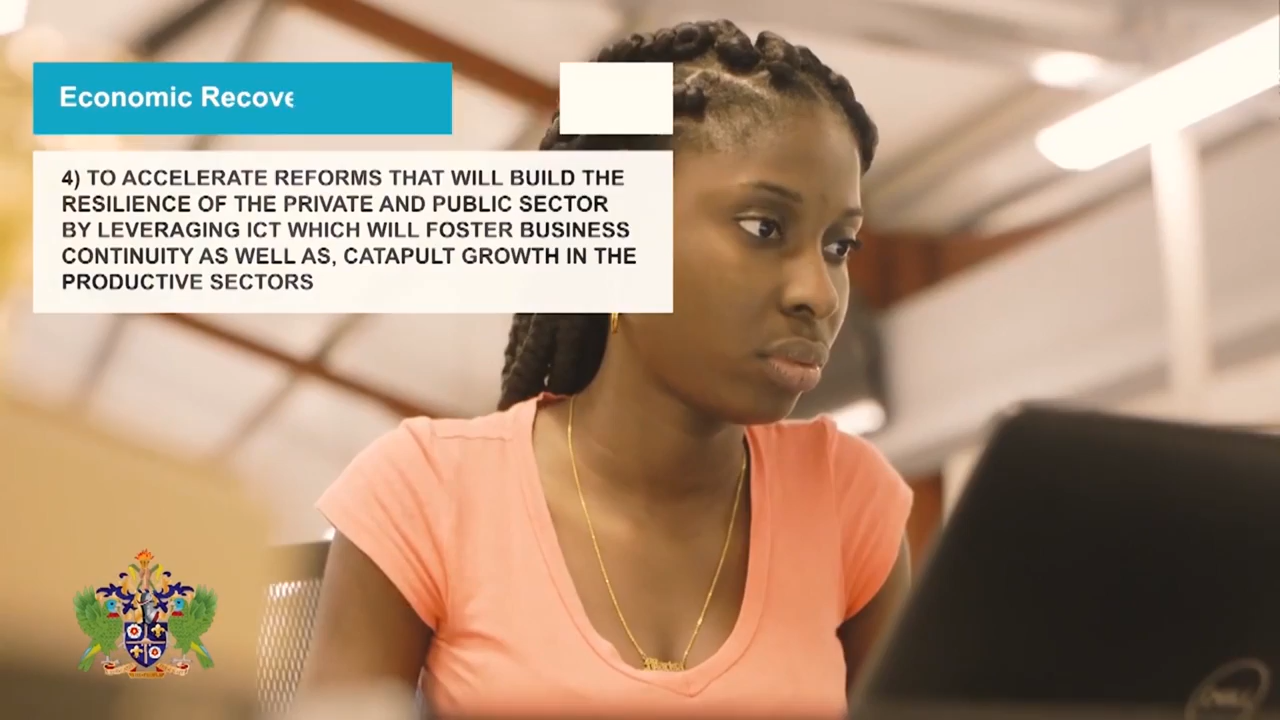 Economic Recove
4) TO ACCELERATE REFORMS THAT WILL BUILD THE
RESILIENCE OF THE PRIVATE AND PUBLIC SECTOR
BY LEVERAGING ICT WHICH WILL FOSTER BUSINESS
CONTINUITY AS WELL AS, CATAPULT GROWTH IN THE
PRODUCTIVE SECTORS
DELL